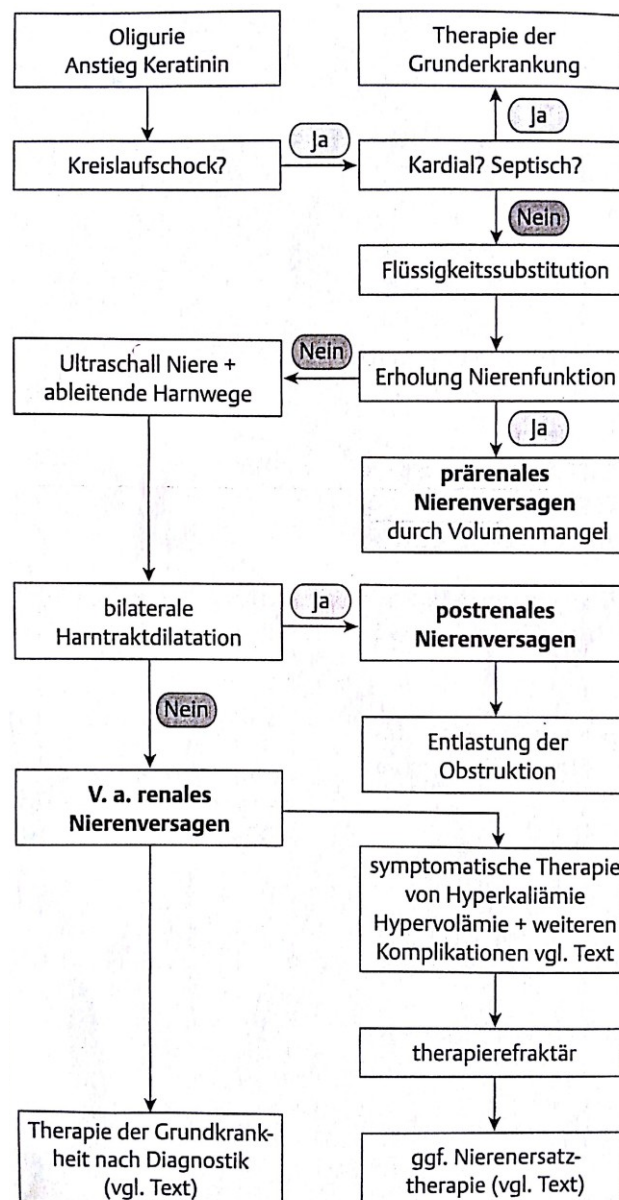 Oligurie
Anstieg Keratinin
Therapie der
Grunderkrankung
Ja
Kreislaufschock?
Ja
Kardial? Septisch?
Nein
Flüssigkeitssubstitution
Ultraschall Niere +
ableitende Harnwege
Nein
Erholung Nierenfunktion
Ja
prärenales
Nierenversagen
durch Volumenmangel
bilaterale
Harntraktdilatation
Ja
postrenales
Nierenversagen
Nein
Entlastung der
Obstruktion
V. a. renales
Nierenversagen
symptomatische Therapie
von Hyperkaliämie
Hypervolämie + weiteren
Komplikationen vgl. Text
therapierefraktär
Therapie der Grundkrank-
heit nach Diagnostik
(vgl. Text)
ggf. Nierenersatz-
therapie (vgl. Text)